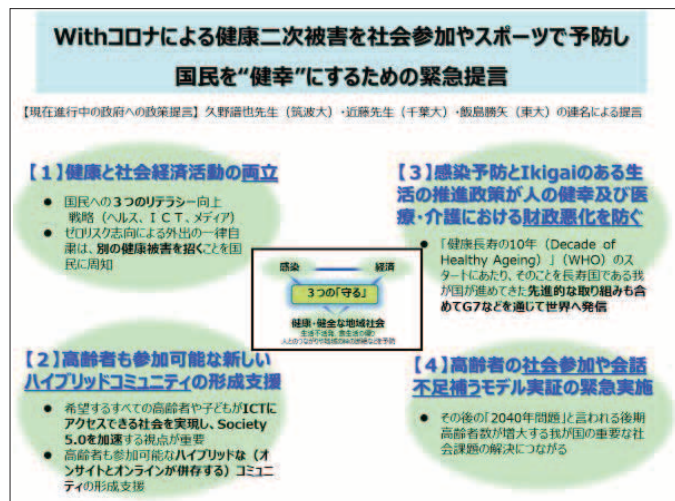 Withコロナによる健康二次被害を社会参加やスポーツで予防し
国民を“健幸”にするための緊急提言
【現在進行中の政府への政策提言】久野譜也先生（筑波大）・近藤先生（千葉大）・飯島勝矢（東大）の連名による提言
【1】健康と社会経済活動の両立
● 国民への３つのリテラシー向上
戦略（ヘルス、ＩＣＴ、メディア）
● ゼロリスク志向による外出の一律自
粛は、別の健康被害を招くことを国
民に周知
【2】高齢者も参加可能な新しい
ハイブリッドコミュニティの形成支援
● 希望するすべての高齢者や子どもがICTに
アクセスできる社会を実現し、Society
5.0を加速する視点が重要
● 高齢者も参加可能なハイブリッドな（オ
ンサイトとオンラインが併存する）コミュニ
ティの形成支援
感染
経済
３つの「守る」
健康・健全な地域社会
【3】感染予防とIkigaiのある生
活の推進政策が人の健幸及び医
療・介護における財政悪化を防ぐ
● 「健康長寿の10年（Decade of
Healthy Ageing）」（WHO）のス
タートにあたり、そのことを長寿国である我
が国が進めてきた先進的な取り組みも含
めてG7などを通じて世界へ発信
【4】高齢者の社会参加や会話
不足補うモデル実証の緊急実施
● その後の「2040年問題」と言われる後期
高齢者数が増大する我が国の重要な社
会課題の解決につながる